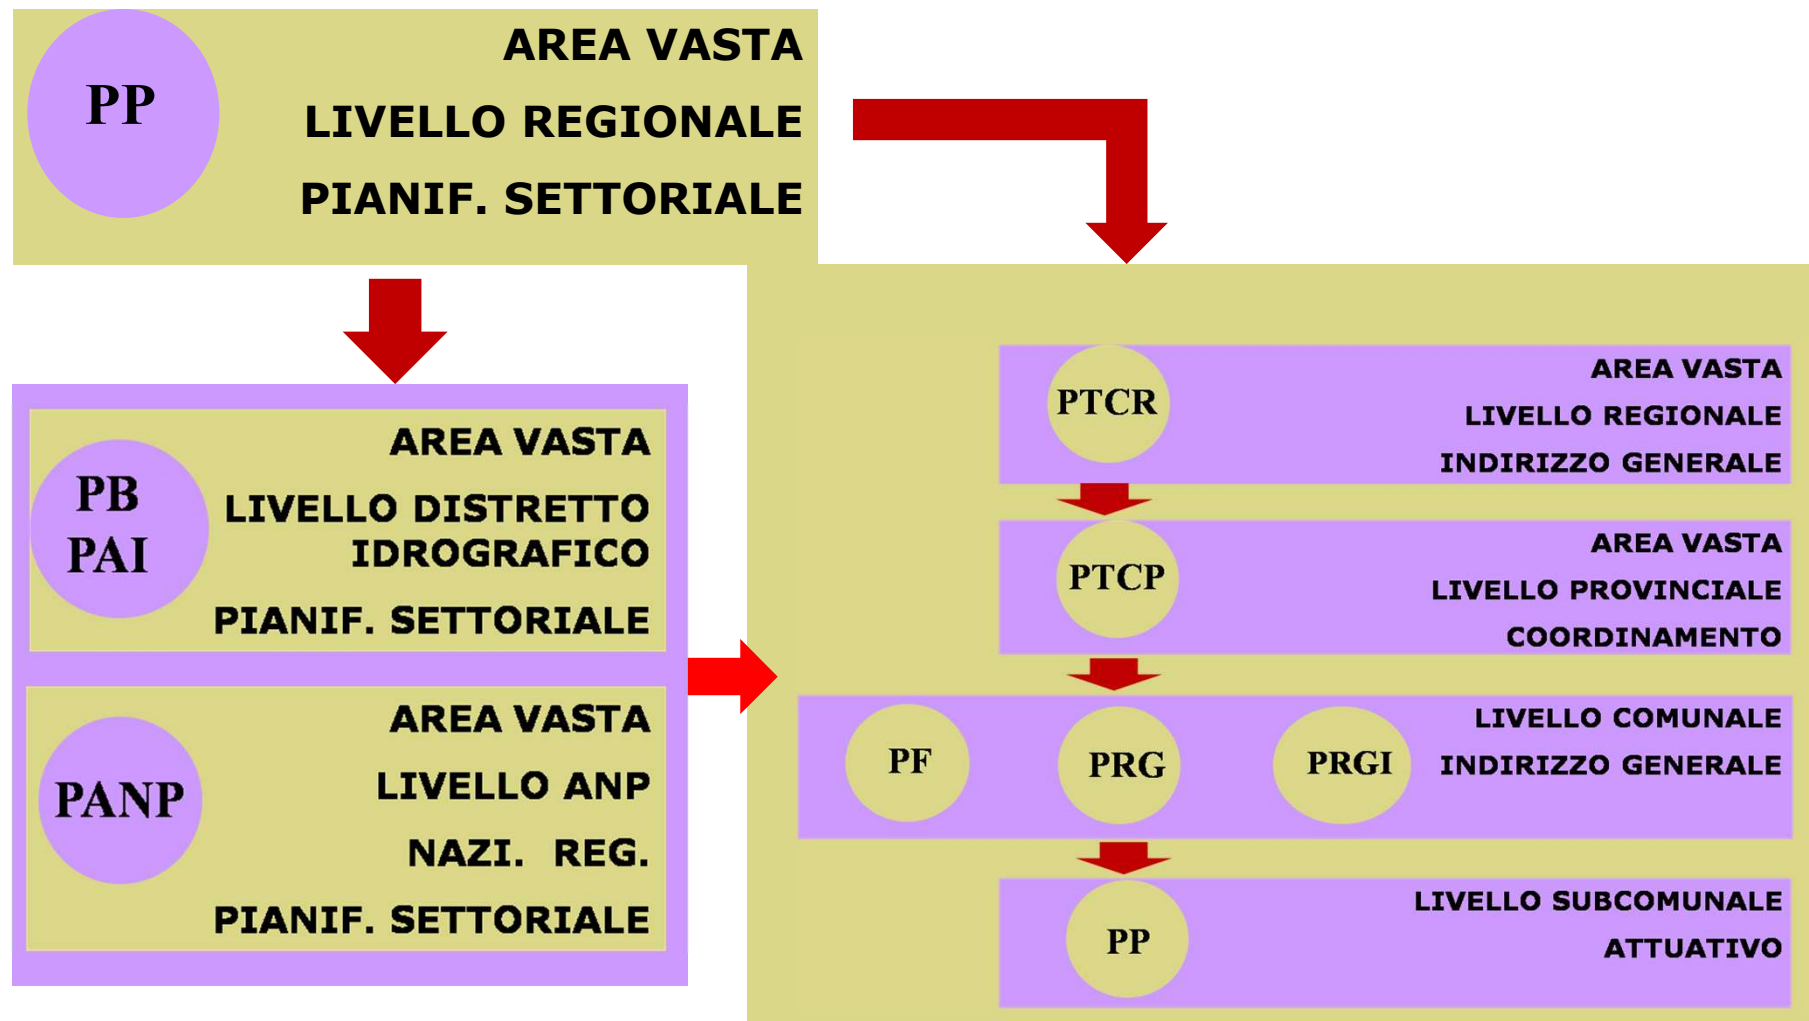 PP
AREA VASTA
LIVELLO REGIONALE
PIANIF. SETTORIALE
PB
PAI
AREA VASTA
LIVELLO DISTRETTO
IDROGRAFICO
PIANIF. SETTORIALE
PANP
AREA VASTA
LIVELLO ANP
NAZI. REG.
PIANIF. SETTORIALE
PTCR
AREA VASTA
LIVELLO REGIONALE
INDIRIZZO GENERALE
PTCP
AREA VASTA
LIVELLO PROVINCIALE
COORDINAMENTO
PF
PRG
PRGI
LIVELLO COMUNALE
INDIRIZZO GENERALE
PP
LIVELLO SUBCOMUNALE
ATTUATIVO